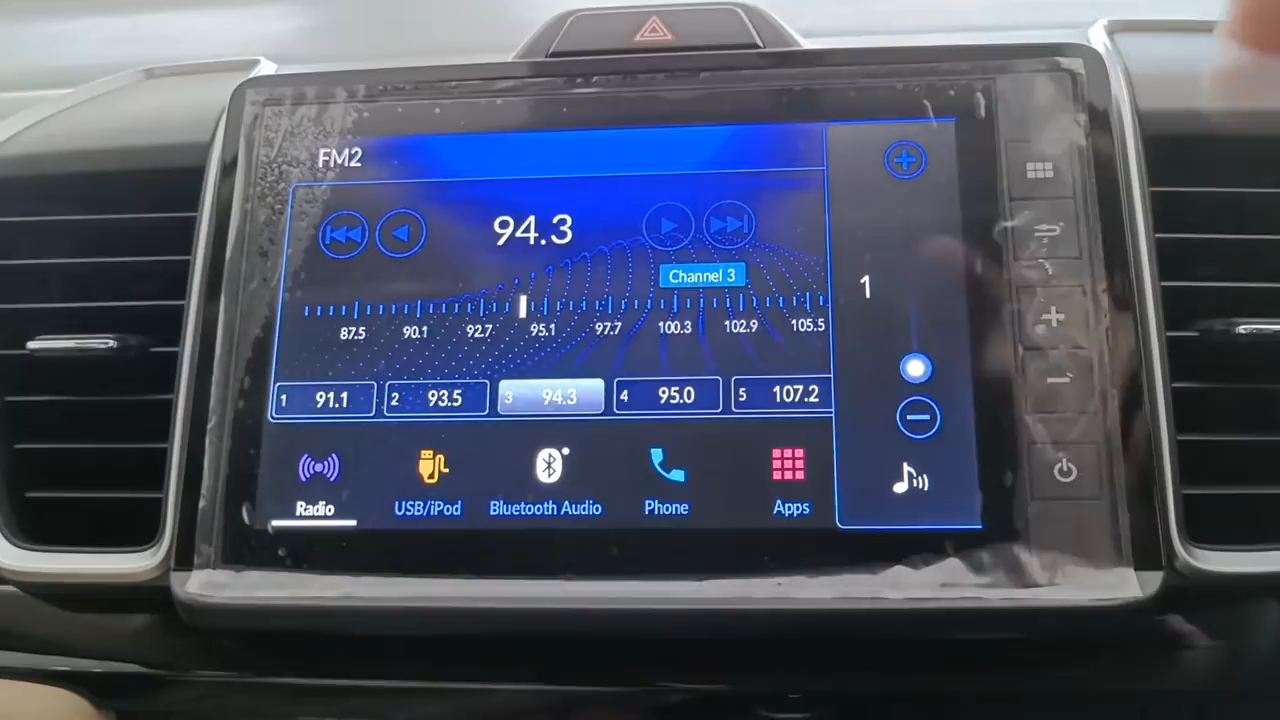 FM2
94.3
Channel 3
87.5 90.1 92.7 95.1 97.7 100.3 102.9 105.5
1 91.1 2 93.5 3 94.3 4 95.0 5 107.2
Radio USB/iPod Bluetooth Audio Phone Apps
1